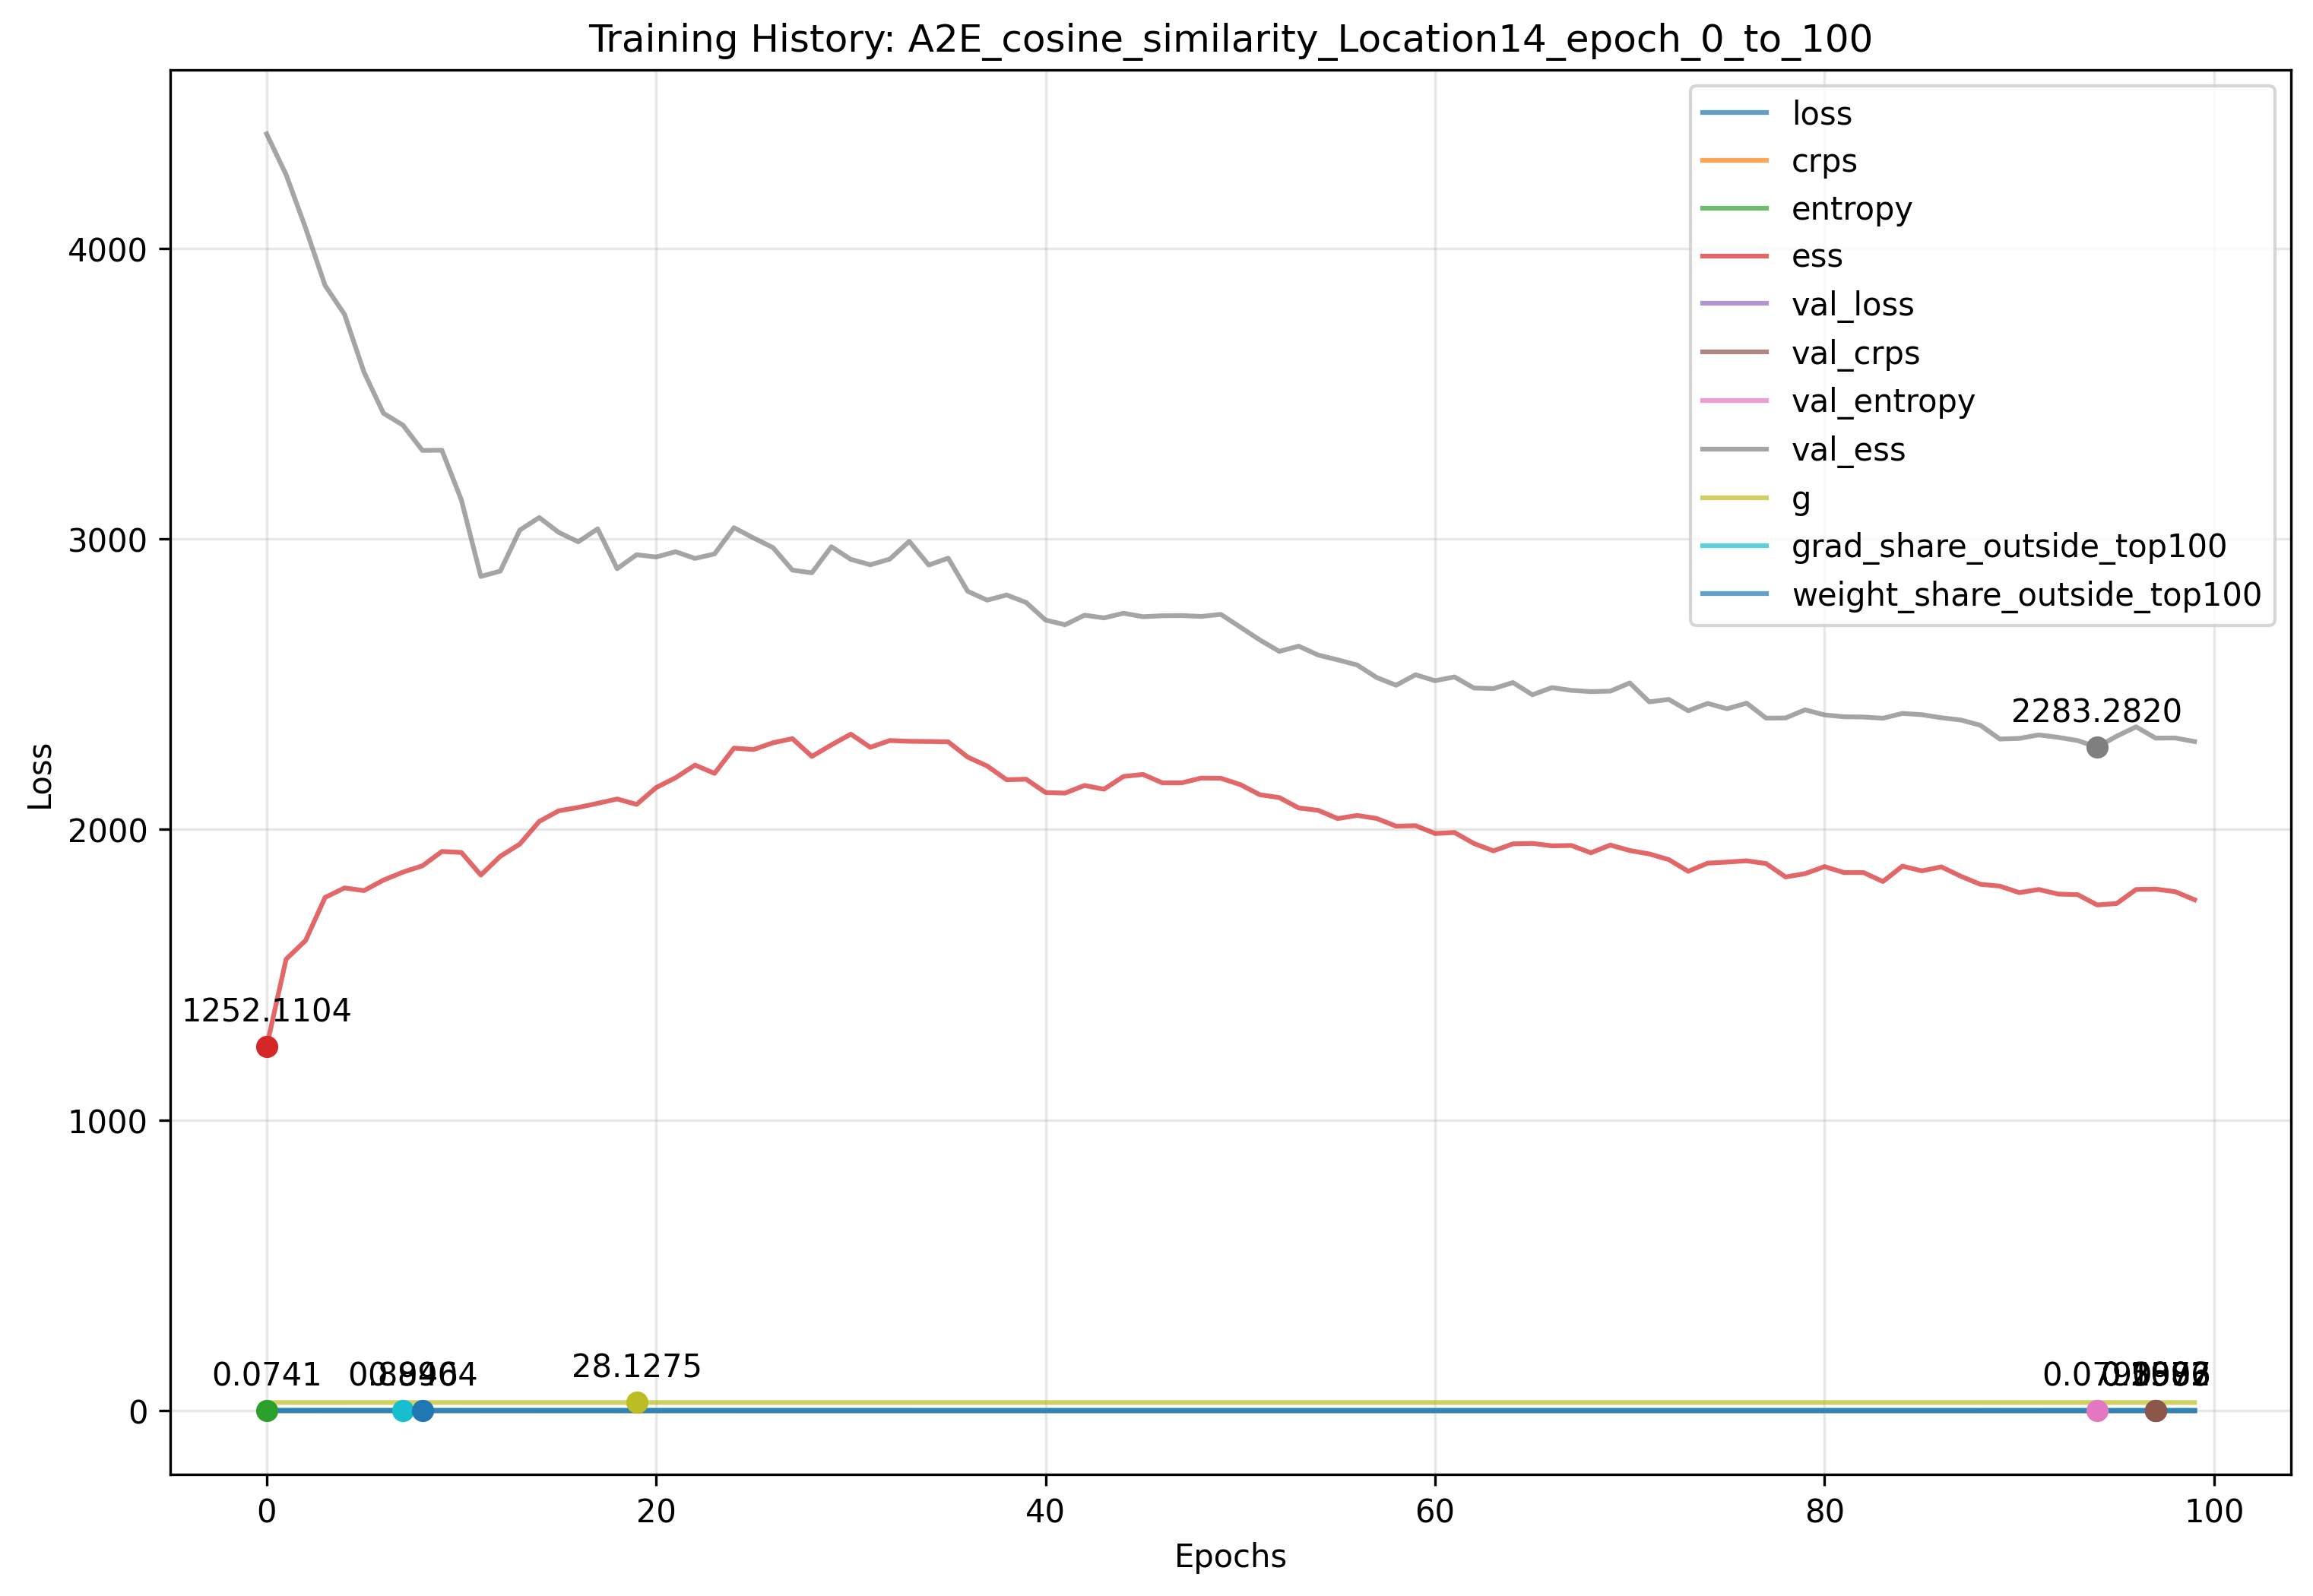 Training History: A2E_cosine_similarity_Location14_epoch_0_to_100
loss
crps
entropy
ess
val_loss
val_crps
val_entropy
val_ess
g
grad_share_outside_top100
weight_share_outside_top100
4000
3000
2000
1000
0
Loss
2283.2820
1252.1104
0.0741
28.1275
0 20 40 60 80 100
Epochs